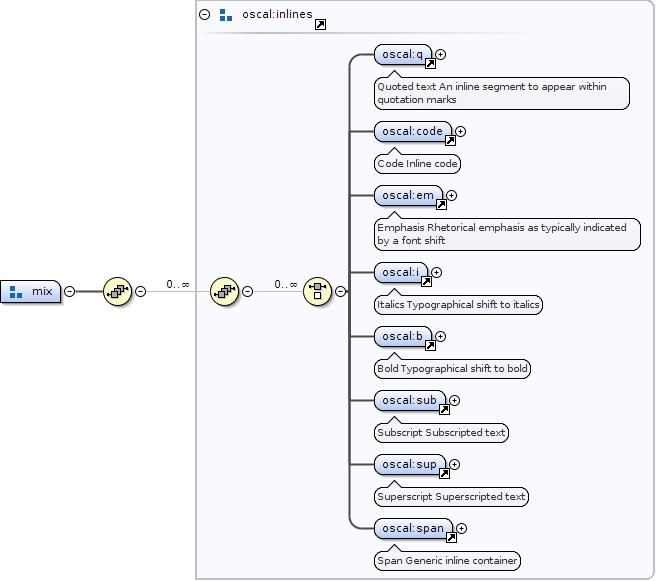 oscal:inlines
oscal:q
Quoted text An inline segment to appear within
quotation marks
oscal:code
Code Inline code
oscal:em
Emphasis Rhetorical emphasis as typically indicated
by a font shift
oscal:i
Italics Typographical shift to italics
mix
0..∞
0..∞
oscal:b
Bold Typographical shift to bold
oscal:sub
Subscript Subscripted text
oscal:sup
Superscript Superscripted text
oscal:span
Span Generic inline container